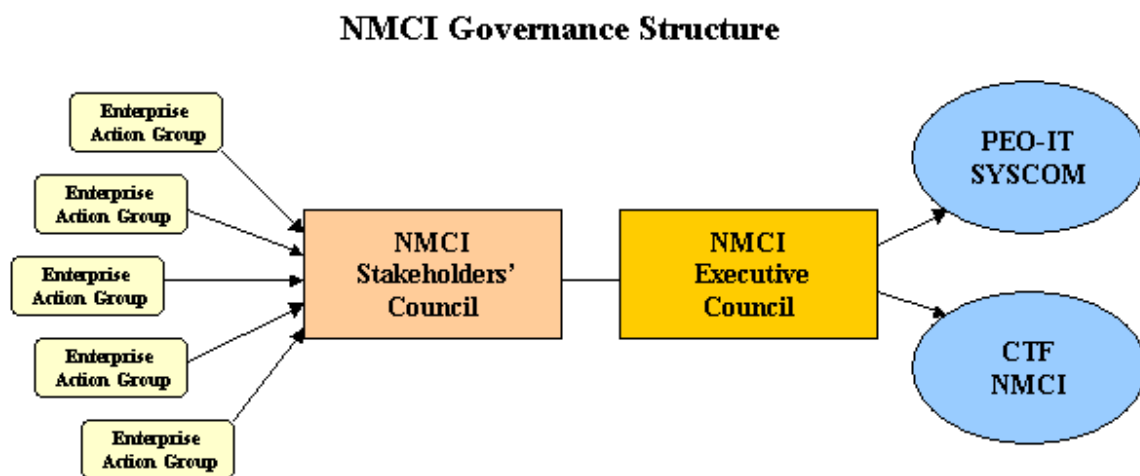 NMCI Governance Structure
Enterprise
Action Group
Enterprise
Action Group
Enterprise
Action Group
Enterprise
Action Group
Enterprise
Action Group
NMCI
Stakeholders’
Council
NMCI
Executive
Council
PEO-IT
SYSCOM
CTF
NMCI